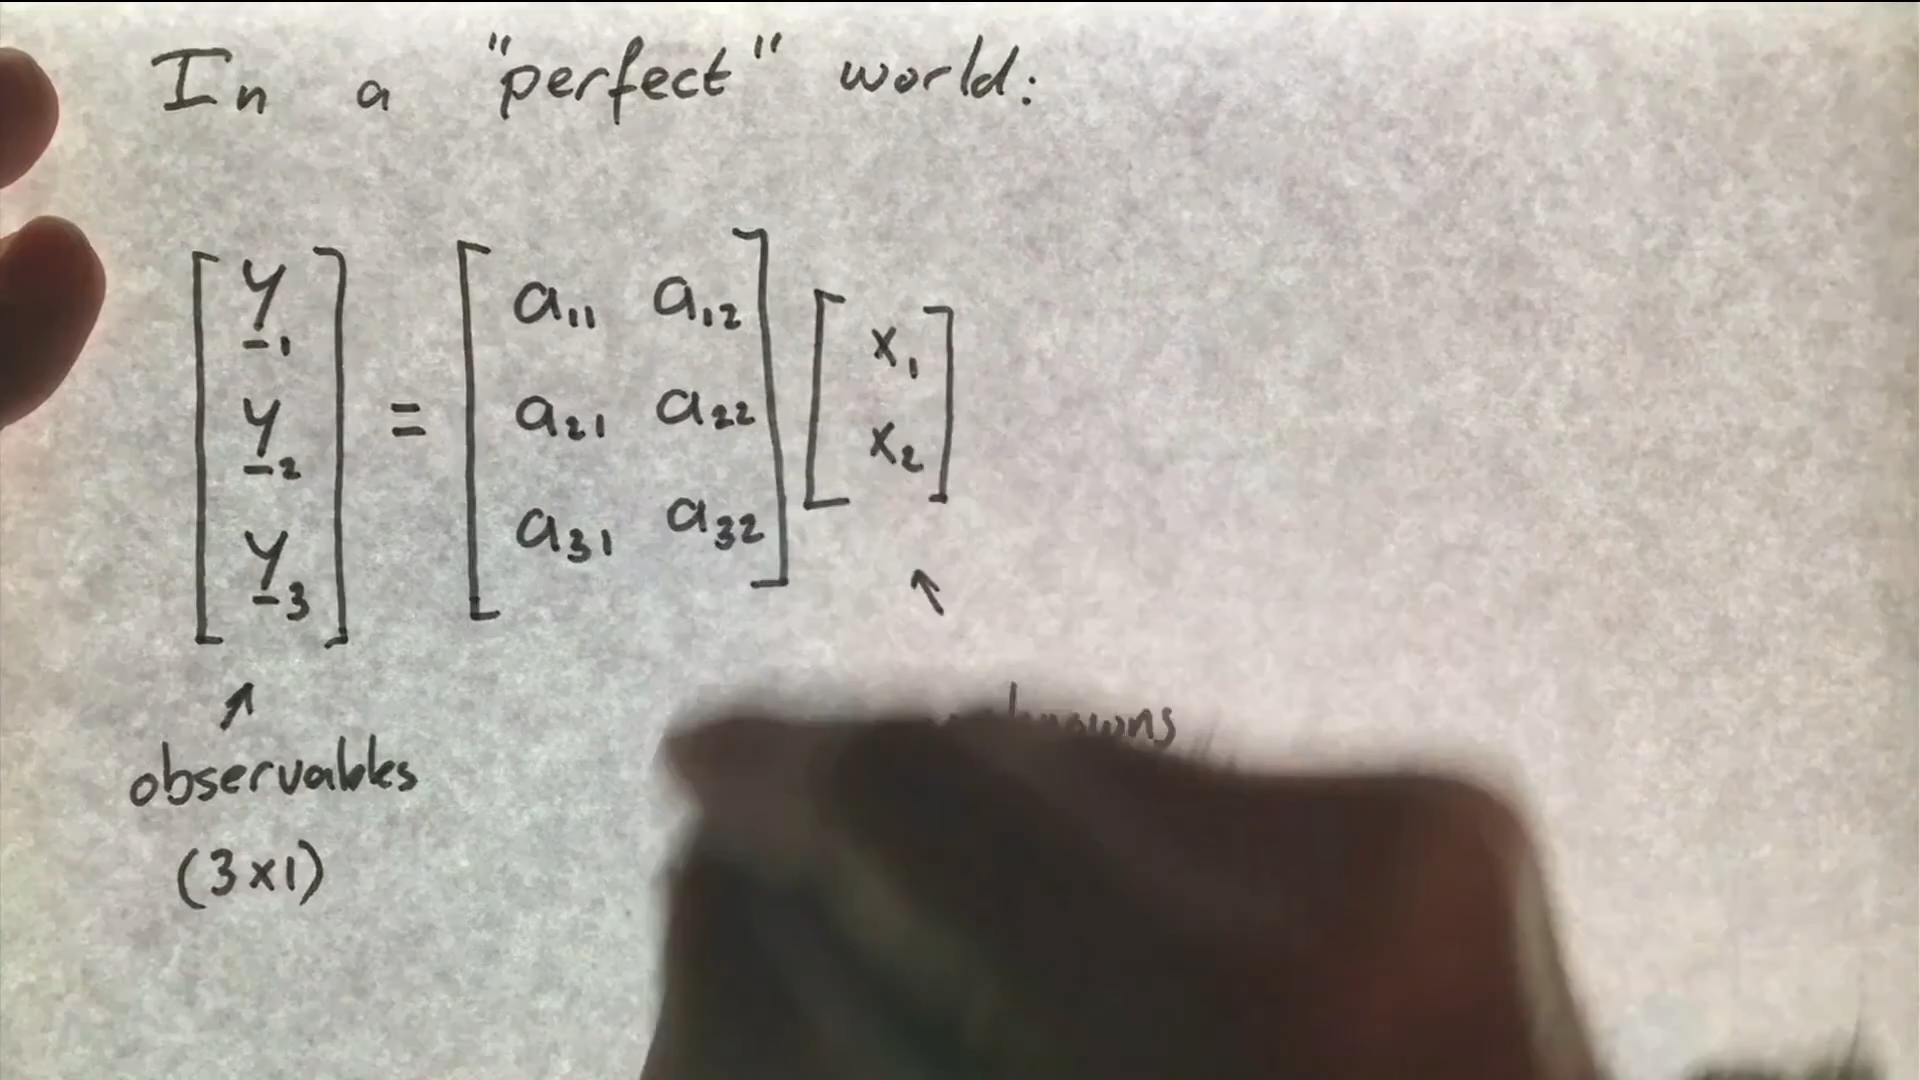 In a "perfect" world:
[y1 y2 y3] = [a11 a12 a21 a22 a31 a32] [x1 x2]
↑ ↑
observables
(3x1)